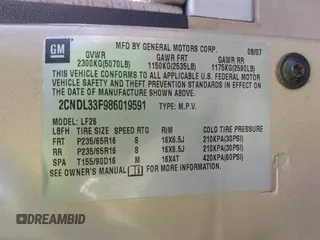 GM
MFG BY GENERAL MOTORS CORP. 08/07
GVWR GAWR FRT GAWR RR
2300KG(5070LB) 1150KG(2535LB) 1175KG(2590LB)
THIS VEHICLE CONFORMS TO ALL APPLICABLE U.S. FEDERAL MOTOR
VEHICLE SAFETY AND THEFT PREVENTION STANDARDS IN EFFECT ON
THE DATE OF MANUFACTURE SHOWN ABOVE.
2CNDL33F986019591 TYPE: M.P.V.
MODEL: LF26
LBFH TIRE SIZE SPEED RTG RIM COLD TIRE PRESSURE
FRT P235/65R16 S 16X6.5J 210KPA(30PSI)
RR P235/65R16 S 16X6.5J 210KPA(30PSI)
SPA T155/90D16 M 16X4T 420KPA(60PSI)
SEE OWNER'S MANUAL FOR
DREAMBID